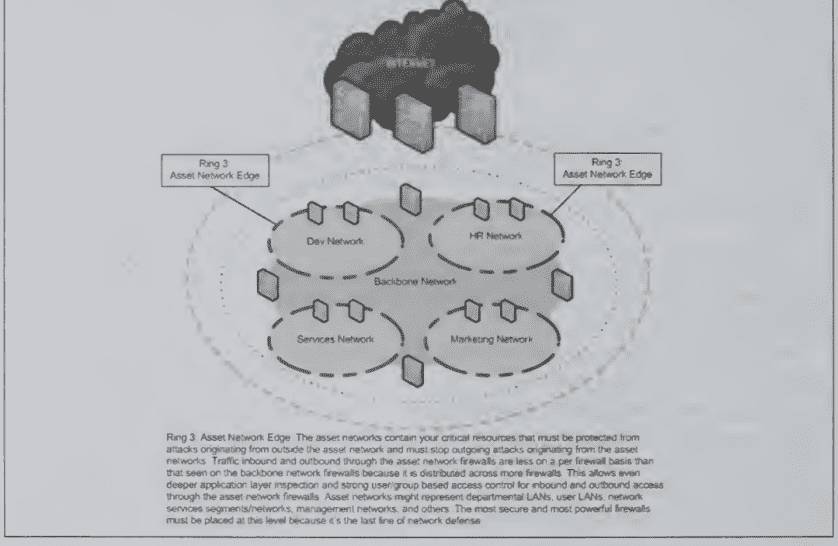 INTERNET
Ring 3:
Asset Network Edge
Ring 3:
Asset Network Edge
Dev Network
HR Network
Backbone Network
Services Network
Marketing Network
Ring 3: Asset Network Edge. The asset networks contain your critical resources that must be protected from
attacks originating from outside the asset network and must stop outgoing attacks originating from the asset
networks. Traffic inbound and outbound through the asset network firewalls are less on a per firewall basis than
that seen on the backbone network firewalls because it is distributed across more firewalls. This allows even
deeper application layer inspection and strong user/group based access control for inbound and outbound access
through the asset network firewalls. Asset networks might represent departmental LANs, user LANs, network
services segments/networks, management networks, and others. The most secure and most powerful firewalls
must be placed at this level because it's the last line of network defense.